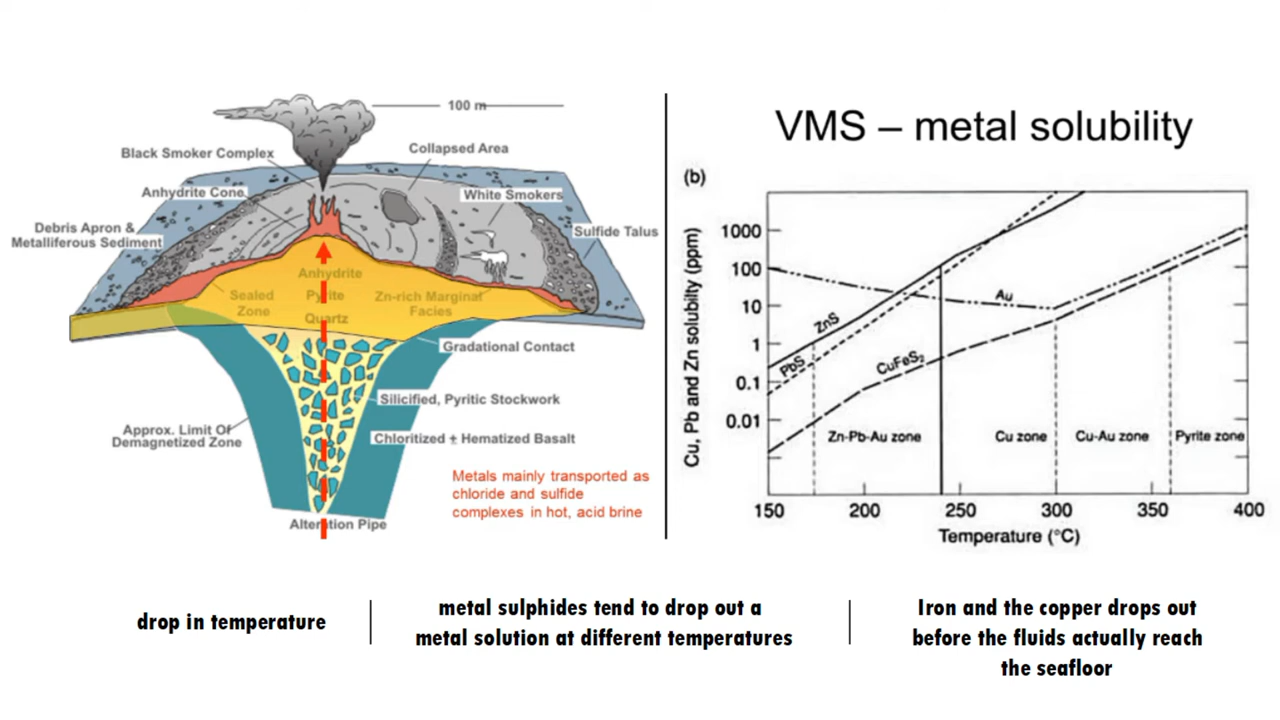 100 m
Black Smoker Complex
Collapsed Area
Anhydrite Cone
White Smokers
Debris Apron &
Metalliferous Sediment
Sulfide Talus
Anhydrite
Pyrite
Quartz
Sealed
Zone
Zn-rich Marginal
Facies
Gradational Contact
Silicified, Pyritic Stockwork
Approx. Limit Of
Demagnetized Zone
Chloritized ± Hematized Basalt
Metals mainly transported as
chloride and sulfide
complexes in hot, acid brine
Alteration Pipe
VMS – metal solubility
(b)
Cu, Pb and Zn solubilty (ppm)
1000
100
10
1
0.1
0.01
Au
ZnS
PbS
CuFeS₂
Zn-Pb-Au zone
Cu zone
Cu-Au zone
Pyrite zone
150 200 250 300 350 400
Temperature (°C)
drop in temperature
metal sulphides tend to drop out a
metal solution at different temperatures
Iron and the copper drops out
before the fluids actually reach
the seafloor